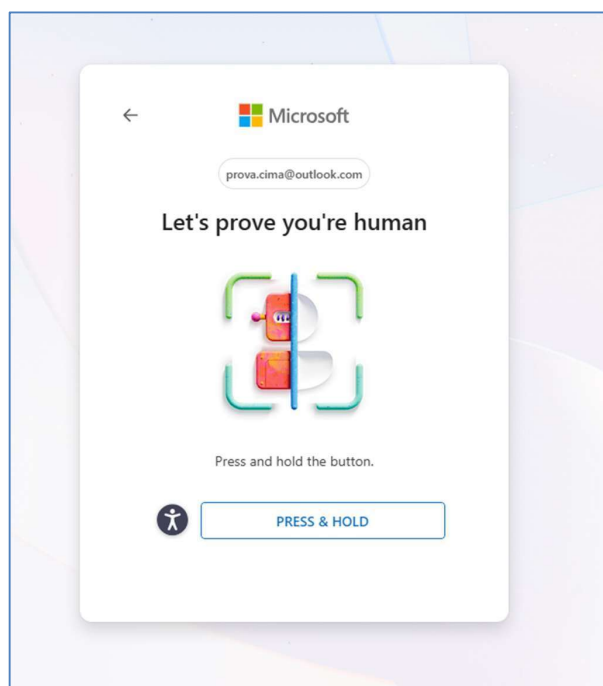 Microsoft
prova.cima@outlook.com
Let's prove you're human
Press and hold the button.
PRESS & HOLD